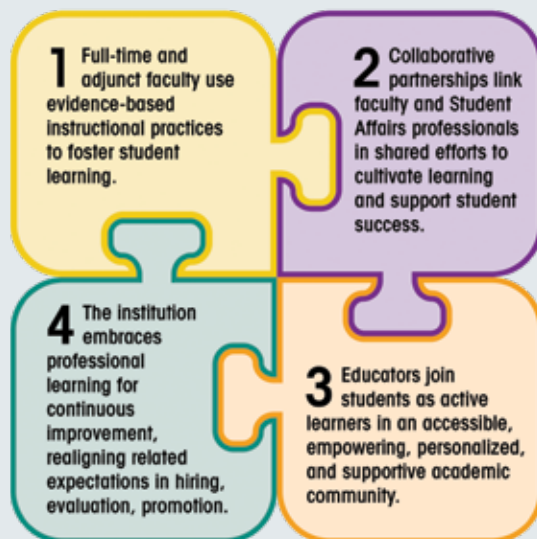 1 Full-time and
adjunct faculty use
evidence-based
instructional practices
to foster student
learning.
2 Collaborative
partnerships link
faculty and Student
Affairs professionals
in shared efforts to
cultivate learning
and support student
success.
3 Educators join
students as active
learners in an accessible,
empowering, personalized,
and supportive academic
community.
4 The institution
embraces
professional
learning for
continuous
improvement,
realigning related
expectations in hiring,
evaluation, promotion.